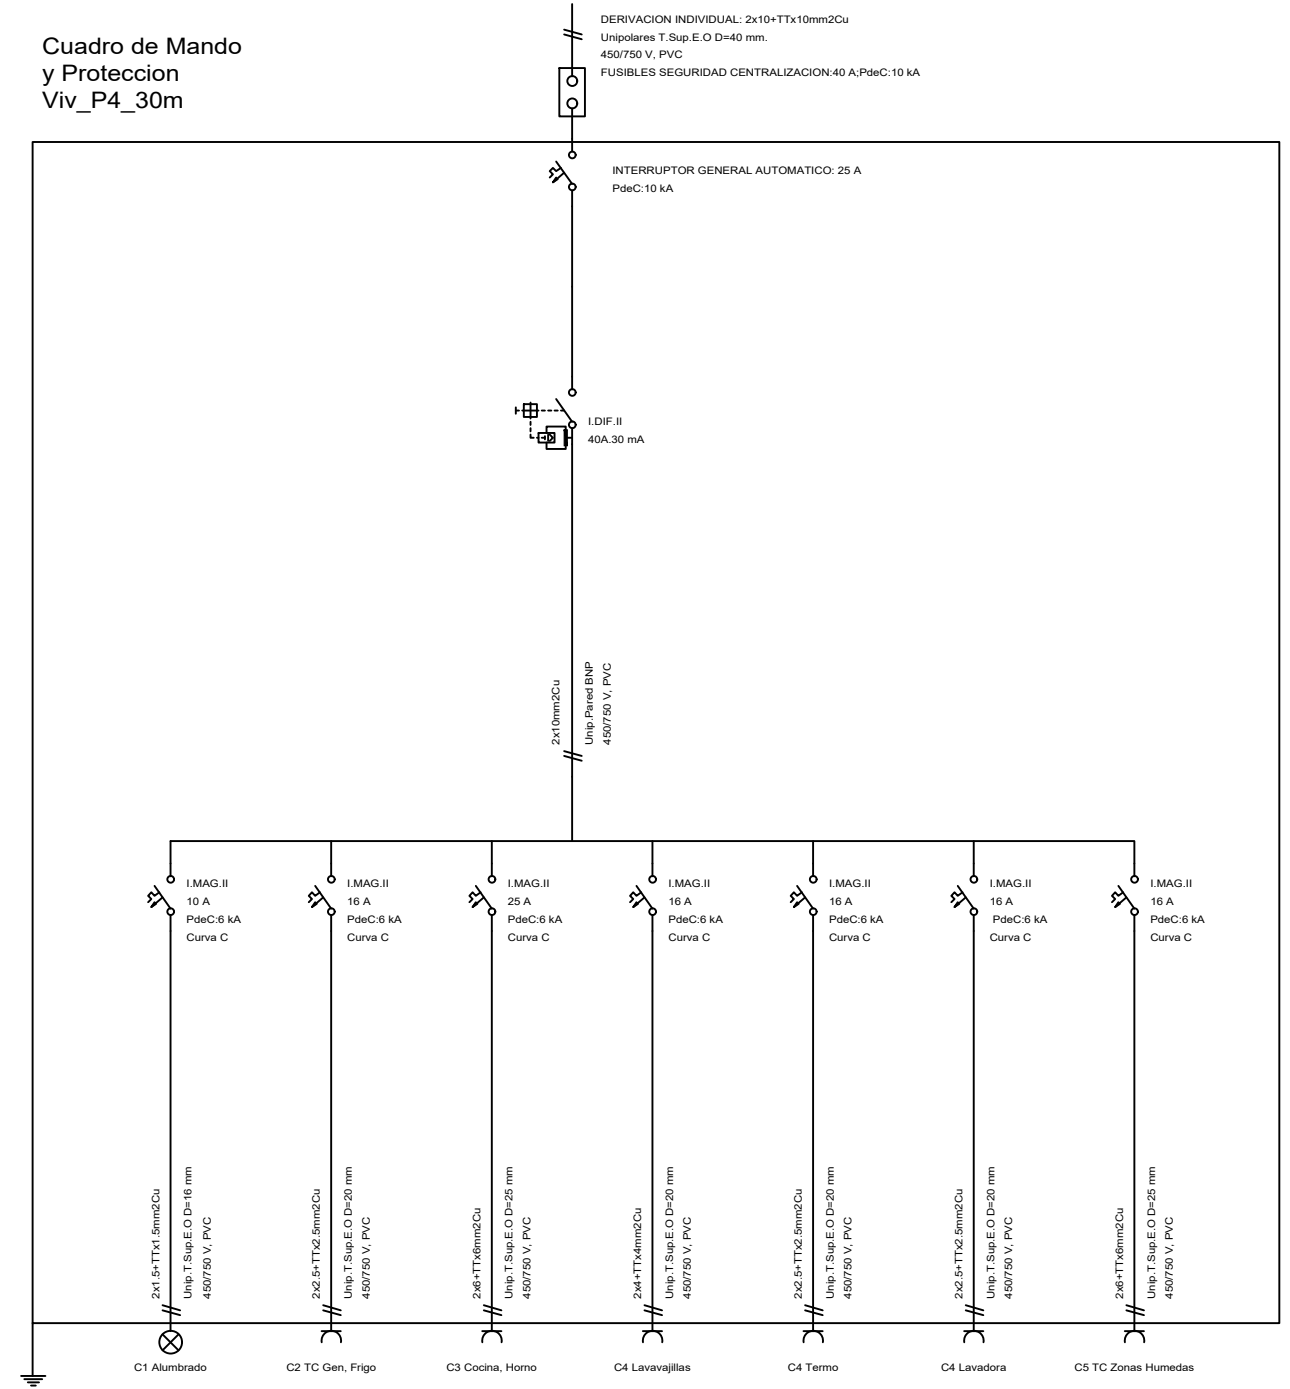 Cuadro de Mando
y Proteccion
Viv_P4_30m
DERIVACION INDIVIDUAL: 2x10+TTx10mm2Cu
Unipolares T.Sup.E.O D=40 mm.
450/750 V, PVC
FUSIBLES SEGURIDAD CENTRALIZACION:40 A;PdeC:10 kA
INTERRUPTOR GENERAL AUTOMATICO: 25 A
PdeC:10 kA
I.DIF.II
40A.30 mA
2x10mm2Cu
Unip.Pared BNP
450/750 V, PVC
I.MAG.II
10 A
PdeC:6 kA
Curva C
I.MAG.II
16 A
PdeC:6 kA
Curva C
I.MAG.II
25 A
PdeC:6 kA
Curva C
I.MAG.II
16 A
PdeC:6 kA
Curva C
I.MAG.II
16 A
PdeC:6 kA
Curva C
I.MAG.II
16 A
PdeC:6 kA
Curva C
I.MAG.II
16 A
PdeC:6 kA
Curva C
2x1.5+TTx1.5mm2Cu
Unip.T.Sup.E.O D=16 mm
450/750 V, PVC
2x2.5+TTx2.5mm2Cu
Unip.T.Sup.E.O D=20 mm
450/750 V, PVC
2x6+TTx6mm2Cu
Unip.T.Sup.E.O D=25 mm
450/750 V, PVC
2x4+TTx4mm2Cu
Unip.T.Sup.E.O D=20 mm
450/750 V, PVC
2x2.5+TTx2.5mm2Cu
Unip.T.Sup.E.O D=20 mm
450/750 V, PVC
2x2.5+TTx2.5mm2Cu
Unip.T.Sup.E.O D=20 mm
450/750 V, PVC
2x6+TTx6mm2Cu
Unip.T.Sup.E.O D=25 mm
450/750 V, PVC
C1 Alumbrado
C2 TC Gen, Frigo
C3 Cocina, Horno
C4 Lavavajillas
C4 Termo
C4 Lavadora
C5 TC Zonas Humedas